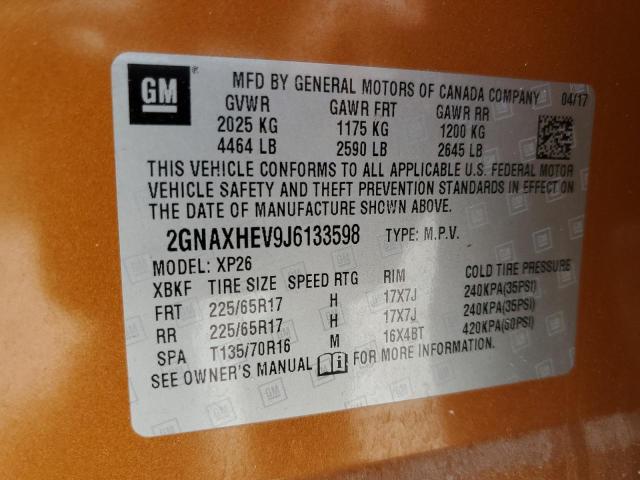 GM
MFD BY GENERAL MOTORS OF CANADA COMPANY 04/17
GVWR GAWR FRT GAWR RR
2025 KG 1175 KG 1200 KG
4464 LB 2590 LB 2645 LB
THIS VEHICLE CONFORMS TO ALL APPLICABLE U.S. FEDERAL MOTOR
VEHICLE SAFETY AND THEFT PREVENTION STANDARDS IN EFFECT ON
THE DATE OF MANUFACTURE SHOWN ABOVE.
2GNAXHEV9J6133598 TYPE: M.P.V.
MODEL: XP26
XBKF TIRE SIZE SPEED RTG RIM COLD TIRE PRESSURE
FRT 225/65R17 H 17X7J 240KPA(35PSI)
RR 225/65R17 H 17X7J 240KPA(35PSI)
SPA T135/70R16 M 16X4BT 420KPA(60PSI)
SEE OWNER'S MANUAL FOR MORE INFORMATION.